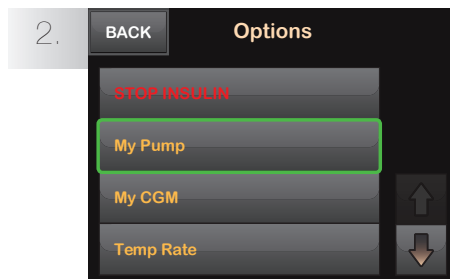 2.
BACK
Options
STOP INSULIN
My Pump
My CGM
Temp Rate